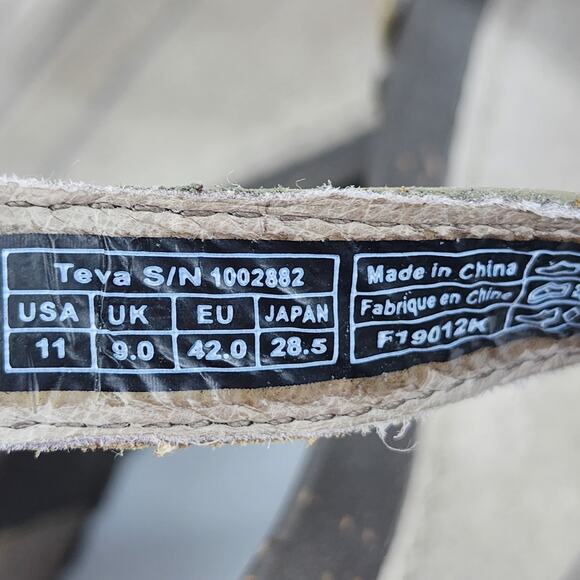 Teva S/N 1002882
USA UK EU JAPAN
11 9.0 42.0 28.5
Made in China
Fabrique en Chine
F19012K